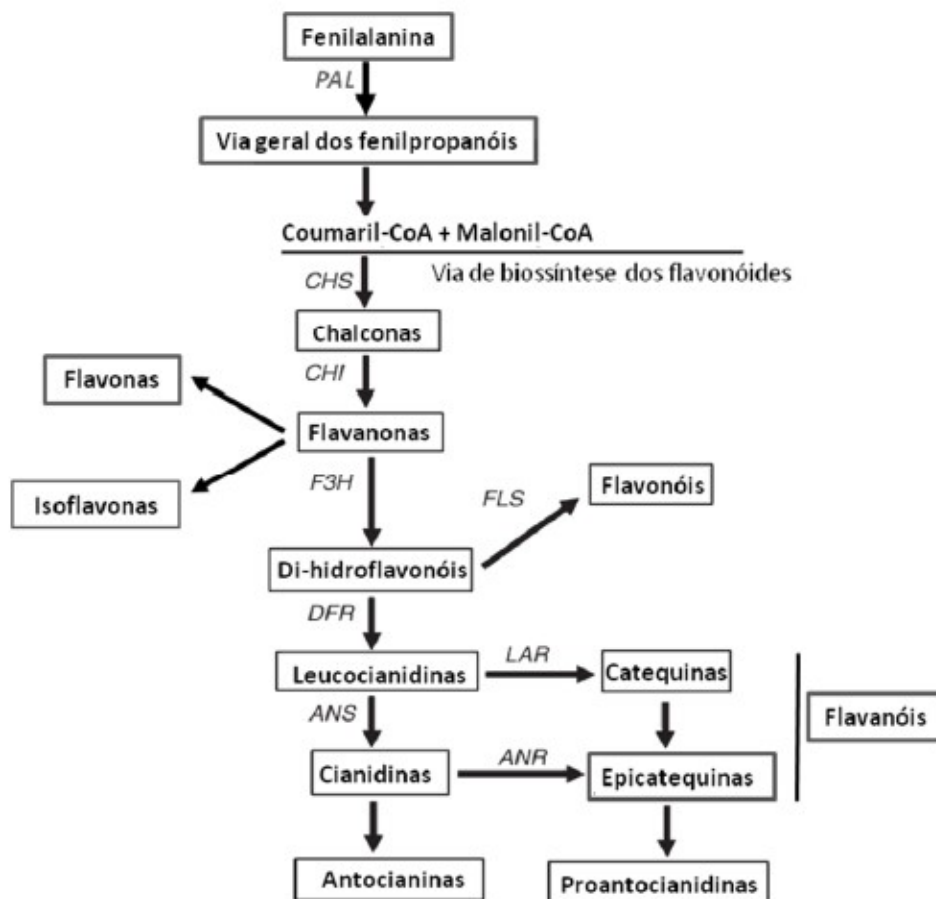 Fenilalanina
PAL
Via geral dos fenilpropanóis
Coumaril-CoA + Malonil-CoA
Via de biossíntese dos flavonóides
CHS
Chalconas
CHI
Flavonas
Flavanonas
Isoflavonas
F3H
FLS
Flavonóis
Di-hidroflavonóis
DFR
Leucocianidinas
LAR
Catequinas
Flavanóis
ANS
Cianidinas
ANR
Epicatequinas
Antocianinas
Proantocianidinas